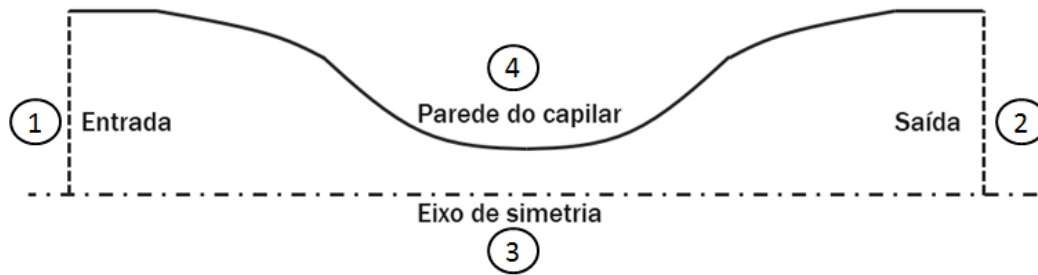 4
Parede do capilar
1
Entrada
Saída
2
Eixo de simetria
3